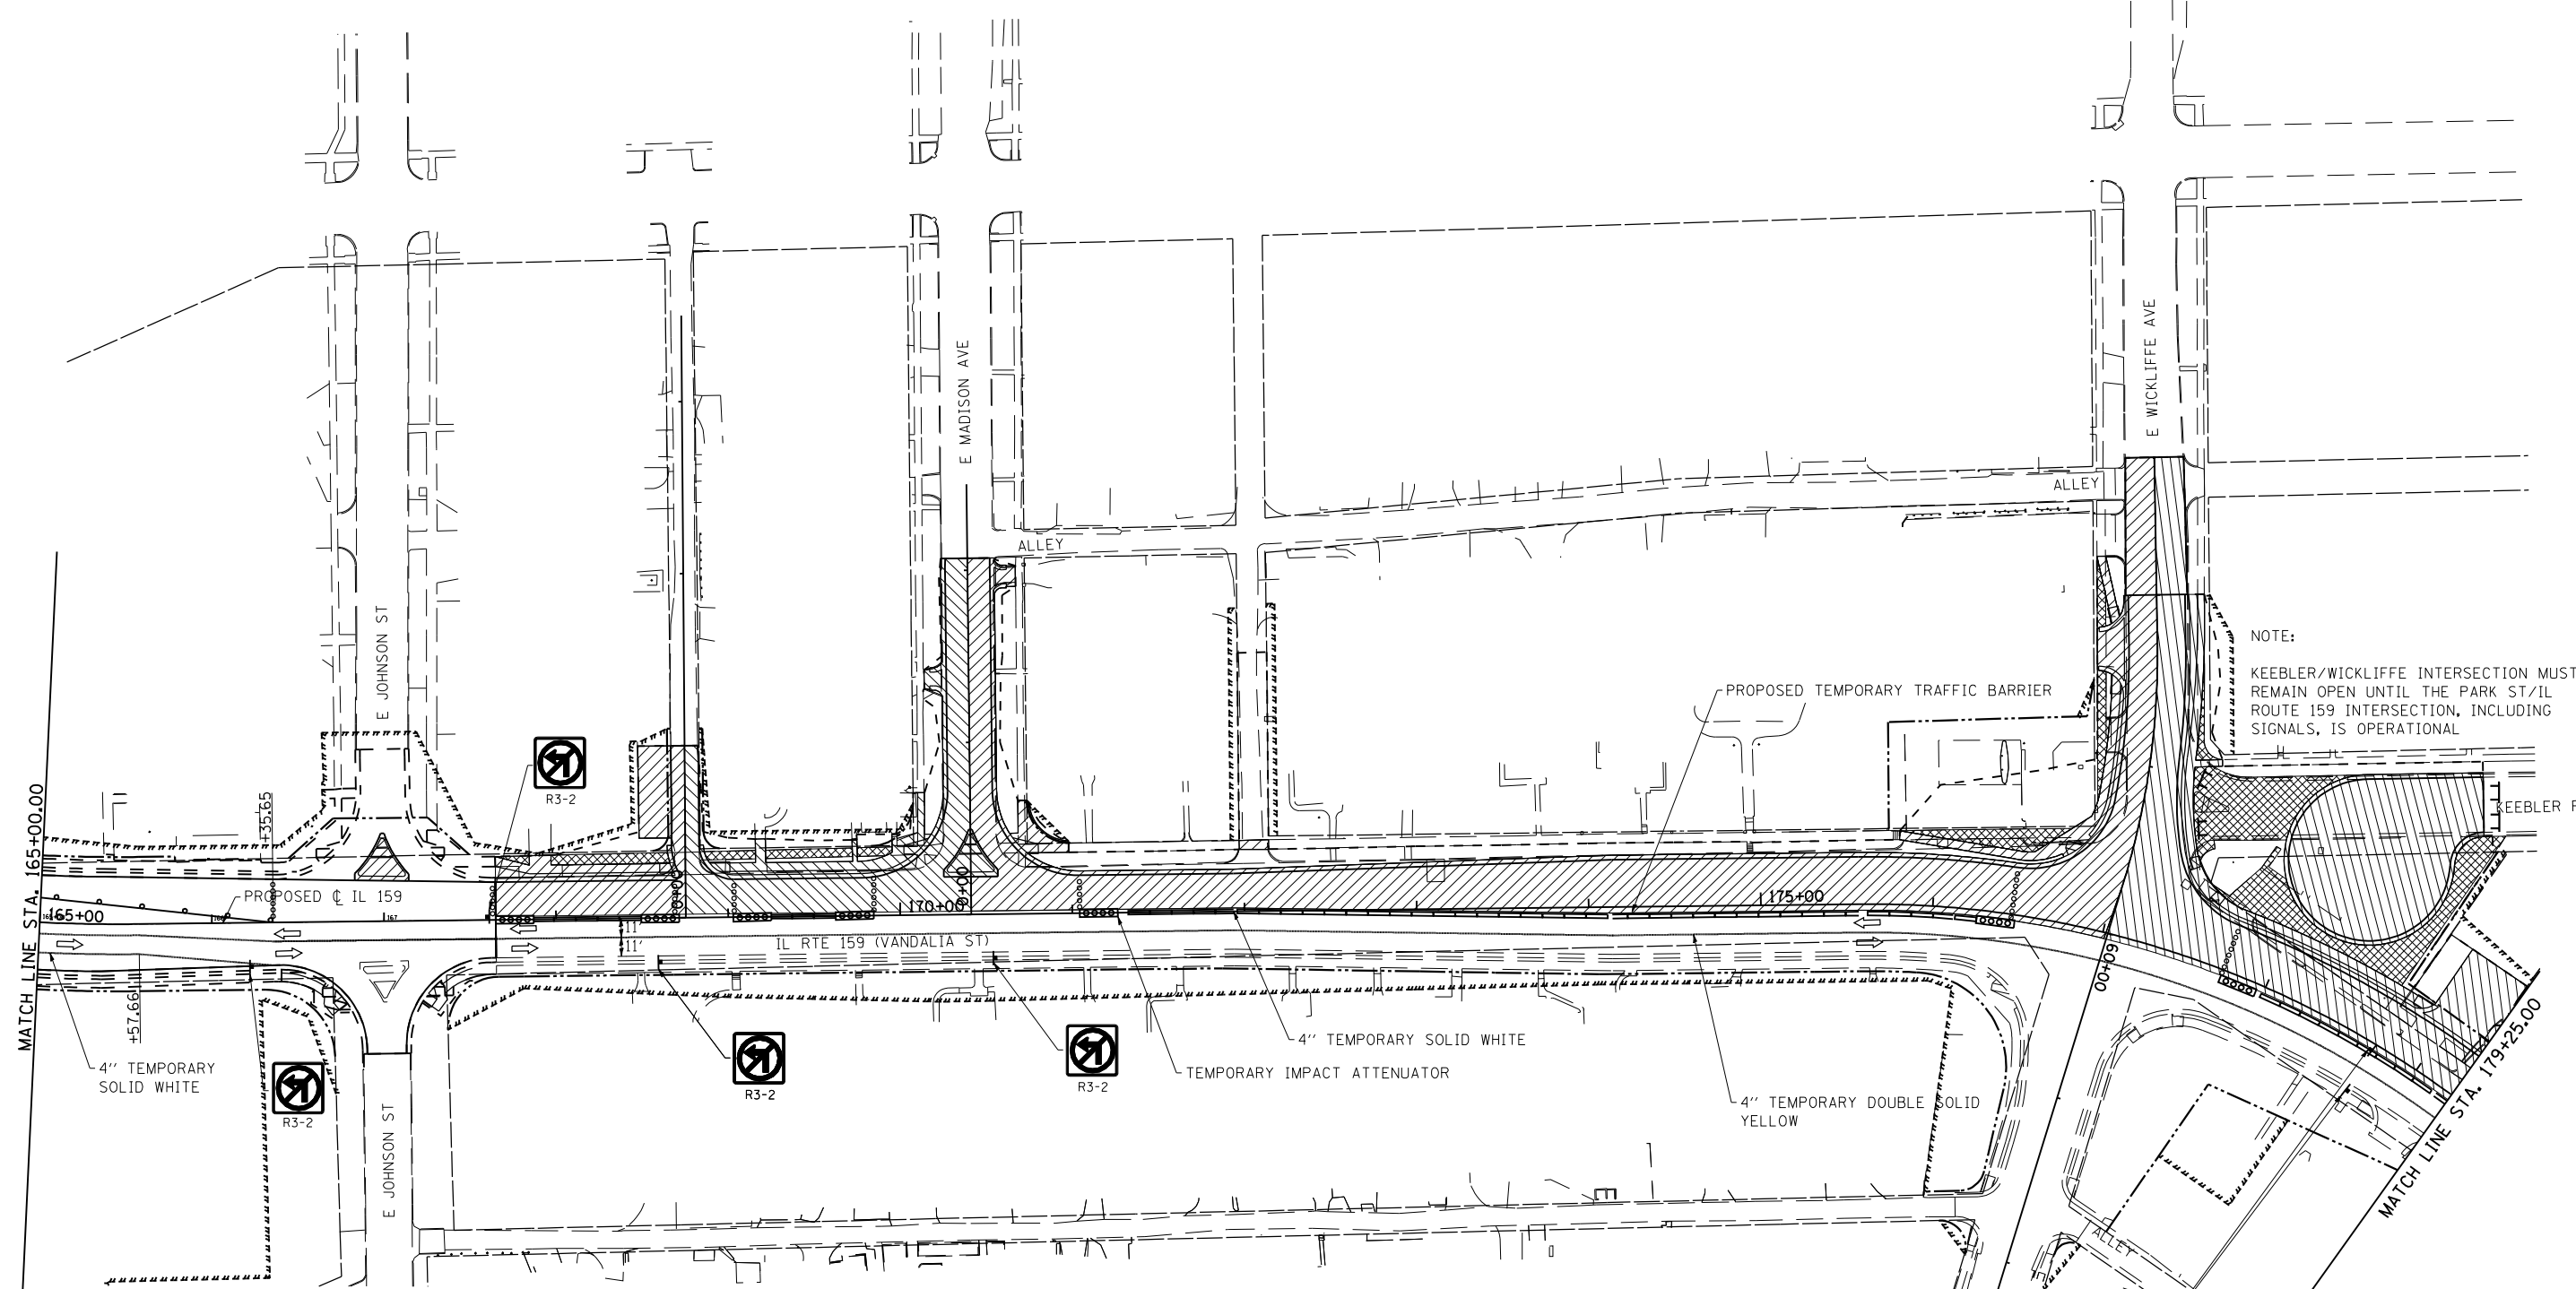 E MADISON AVE
E WICKLIFFE AVE
ALLEY
ALLEY
E JOHNSON ST
NOTE:
KEEBLER/WICKLIFFE INTERSECTION MUST
REMAIN OPEN UNTIL THE PARK ST/IL
ROUTE 159 INTERSECTION, INCLUDING
SIGNALS, IS OPERATIONAL
PROPOSED TEMPORARY TRAFFIC BARRIER
R3-2
MATCH LINE STA. 165+00.00
+35.65
KEEBLER R
PROPOSED ℄ IL 159
165+00
167
170+00
175+00
11'
11'
IL RTE 159 (VANDALIA ST)
60+00
+57.66
4'' TEMPORARY
SOLID WHITE
R3-2
R3-2
R3-2
4'' TEMPORARY SOLID WHITE
TEMPORARY IMPACT ATTENUATOR
4'' TEMPORARY DOUBLE SOLID
YELLOW
E JOHNSON ST
ALLEY
MATCH LINE STA. 179+25.00